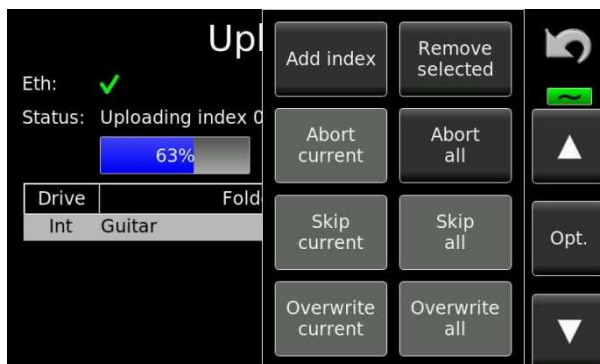 Upl
Eth:
Status: Uploading index 0
63%
Drive Fold
Int Guitar
Add index
Remove
selected
Abort
current
Abort
all
Skip
current
Skip
all
Overwrite
current
Overwrite
all
Opt.